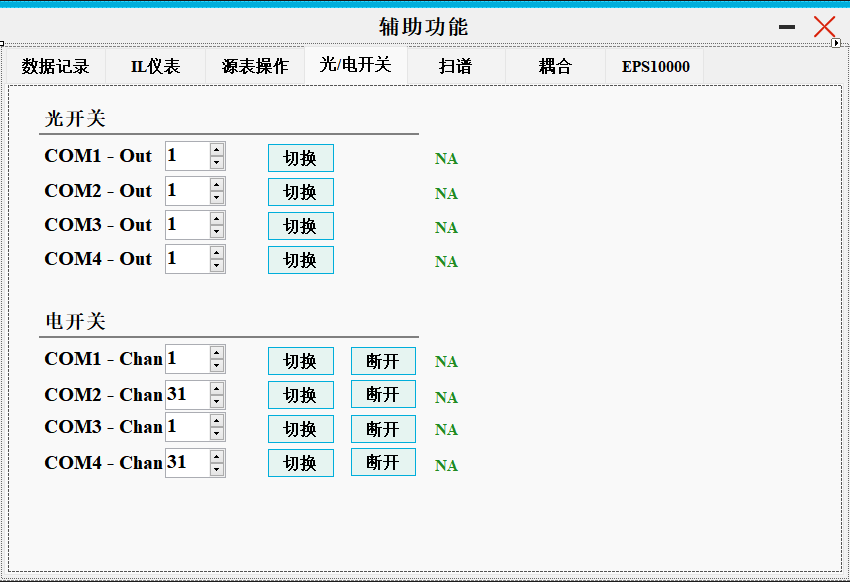 辅助功能
数据记录 IL仪表 源表操作 光/电开关 扫谱 耦合 EPS10000
光开关
COM1 - Out 1 切换 NA
COM2 - Out 1 切换 NA
COM3 - Out 1 切换 NA
COM4 - Out 1 切换 NA
电开关
COM1 - Chan 1 切换 断开 NA
COM2 - Chan 31 切换 断开 NA
COM3 - Chan 1 切换 断开 NA
COM4 - Chan 31 切换 断开 NA